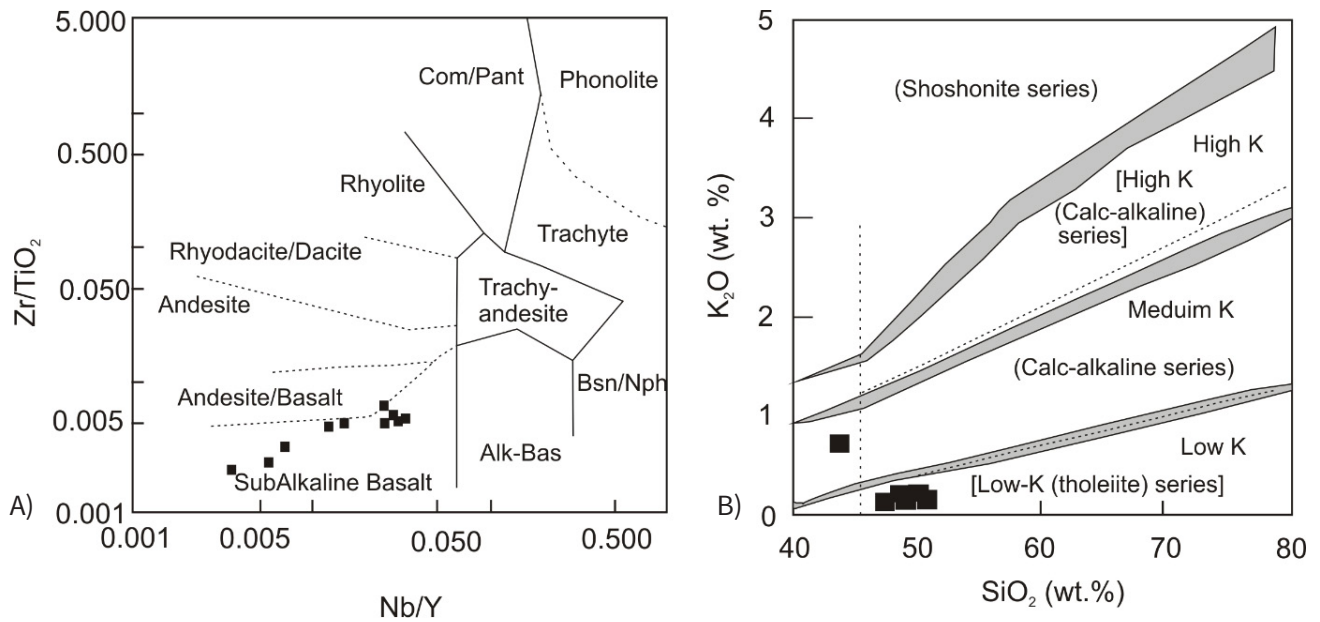 5.000
0.500
0.050
0.005
0.001
Zr/TiO2
Com/Pant
Phonolite
Rhyolite
Trachyte
Rhyodacite/Dacite
Andesite
Trachy-
andesite
Andesite/Basalt
Bsn/Nph
Alk-Bas
SubAlkaline Basalt
A)
0.001
0.005
0.050
0.500
Nb/Y
5
4
3
2
1
0
K2O (wt. %)
(Shoshonite series)
High K
[High K
(Calc-alkaline)
series]
Meduim K
(Calc-alkaline series)
Low K
[Low-K (tholeiite) series]
B)
40
50
60
70
80
SiO2 (wt.%)